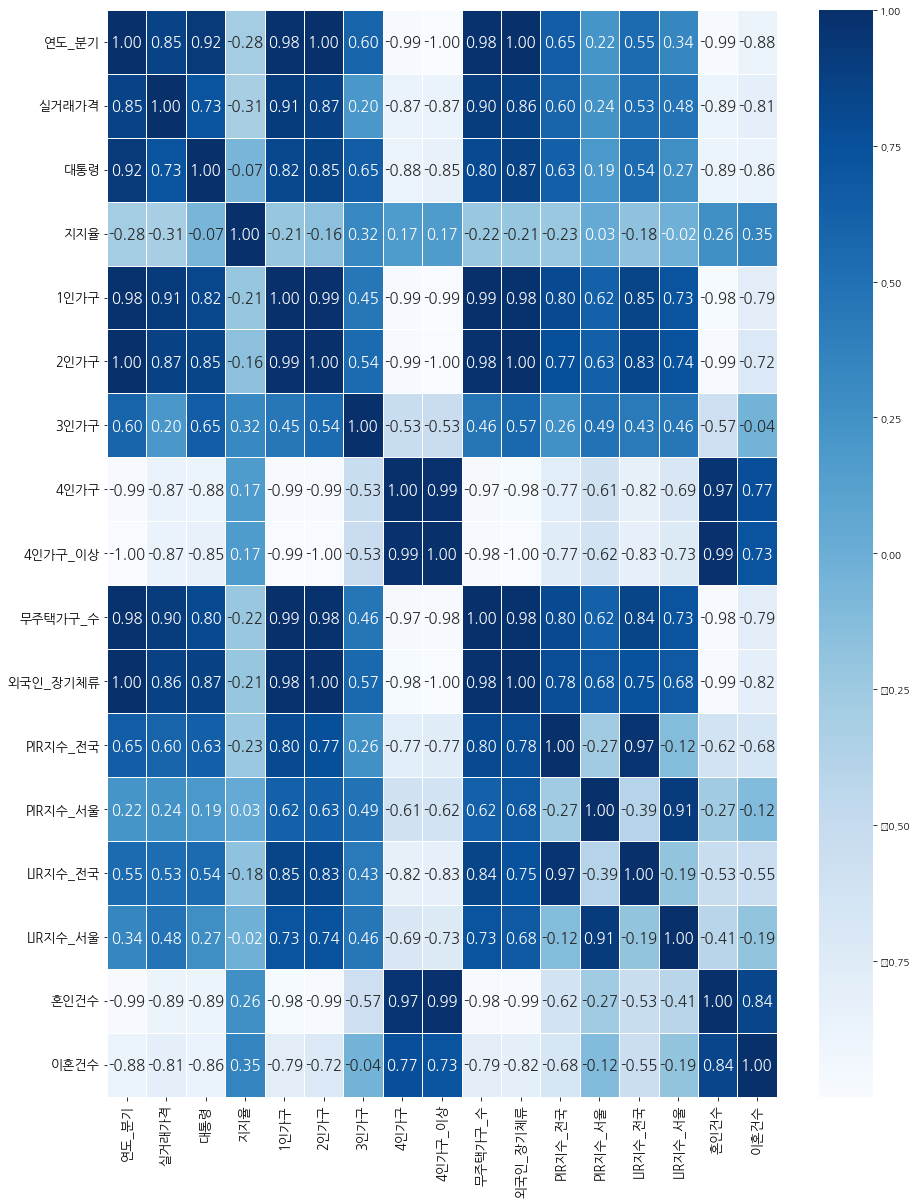 연도_분기 1.00 0.85 0.92 -0.28 0.98 1.00 0.60 -0.99 -1.00 0.98 1.00 0.65 0.22 0.55 0.34 -0.99 -0.88
실거래가격 0.85 1.00 0.73 -0.31 0.91 0.87 0.20 -0.87 -0.87 0.90 0.86 0.60 0.24 0.53 0.48 -0.89 -0.81
대통령 0.92 0.73 1.00 -0.07 0.82 0.85 0.65 -0.88 -0.85 0.80 0.87 0.63 0.19 0.54 0.27 -0.89 -0.86
지지율 -0.28 -0.31 -0.07 1.00 -0.21 -0.16 0.32 0.17 0.17 -0.22 -0.21 -0.23 0.03 -0.18 -0.02 0.26 0.35
1인가구 0.98 0.91 0.82 -0.21 1.00 0.99 0.45 -0.99 -0.99 0.99 0.98 0.80 0.62 0.85 0.73 -0.98 -0.79
2인가구 1.00 0.87 0.85 -0.16 0.99 1.00 0.54 -0.99 -1.00 0.98 1.00 0.77 0.63 0.83 0.74 -0.99 -0.72
3인가구 0.60 0.20 0.65 0.32 0.45 0.54 1.00 -0.53 -0.53 0.46 0.57 0.26 0.49 0.43 0.46 -0.57 -0.04
4인가구 -0.99 -0.87 -0.88 0.17 -0.99 -0.99 -0.53 1.00 0.99 -0.97 -0.98 -0.77 -0.61 -0.82 -0.69 0.97 0.77
4인가구_이상 -1.00 -0.87 -0.85 0.17 -0.99 -1.00 -0.53 0.99 1.00 -0.98 -1.00 -0.77 -0.62 -0.83 -0.73 0.99 0.73
무주택가구_수 0.98 0.90 0.80 -0.22 0.99 0.98 0.46 -0.97 -0.98 1.00 0.98 0.80 0.62 0.84 0.73 -0.98 -0.79
외국인_장기체류 1.00 0.86 0.87 -0.21 0.98 1.00 0.57 -0.98 -1.00 0.98 1.00 0.78 0.68 0.75 0.68 -0.99 -0.82
PIR지수_전국 0.65 0.60 0.63 -0.23 0.80 0.77 0.26 -0.77 -0.77 0.80 0.78 1.00 -0.27 0.97 -0.12 -0.62 -0.68
PIR지수_서울 0.22 0.24 0.19 0.03 0.62 0.63 0.49 -0.61 -0.62 0.62 0.68 -0.27 1.00 -0.39 0.91 -0.27 -0.12
LIR지수_전국 0.55 0.53 0.54 -0.18 0.85 0.83 0.43 -0.82 -0.83 0.84 0.75 0.97 -0.39 1.00 -0.19 -0.53 -0.55
LIR지수_서울 0.34 0.48 0.27 -0.02 0.73 0.74 0.46 -0.69 -0.73 0.73 0.68 -0.12 0.91 -0.19 1.00 -0.41 -0.19
혼인건수 -0.99 -0.89 -0.89 0.26 -0.98 -0.99 -0.57 0.97 0.99 -0.98 -0.99 -0.62 -0.27 -0.53 -0.41 1.00 0.84
이혼건수 -0.88 -0.81 -0.86 0.35 -0.79 -0.72 -0.04 0.77 0.73 -0.79 -0.82 -0.68 -0.12 -0.55 -0.19 0.84 1.00
연도_분기 실거래가격 대통령 지지율 1인가구 2인가구 3인가구 4인가구 4인가구_이상 무주택가구_수 외국인_장기체류 PIR지수_전국 PIR지수_서울 LIR지수_전국 LIR지수_서울 혼인건수 이혼건수
1.00
0.75
0.50
0.25
0.00
□0.25
□0.50
□0.75